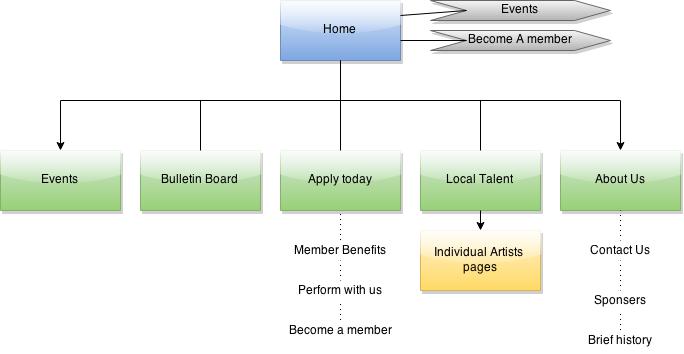 Home
Events
Become A member
Events
Bulletin Board
Apply today
Local Talent
About Us
Member Benefits
Individual Artists
pages
Contact Us
Perform with us
Sponsers
Become a member
Brief history